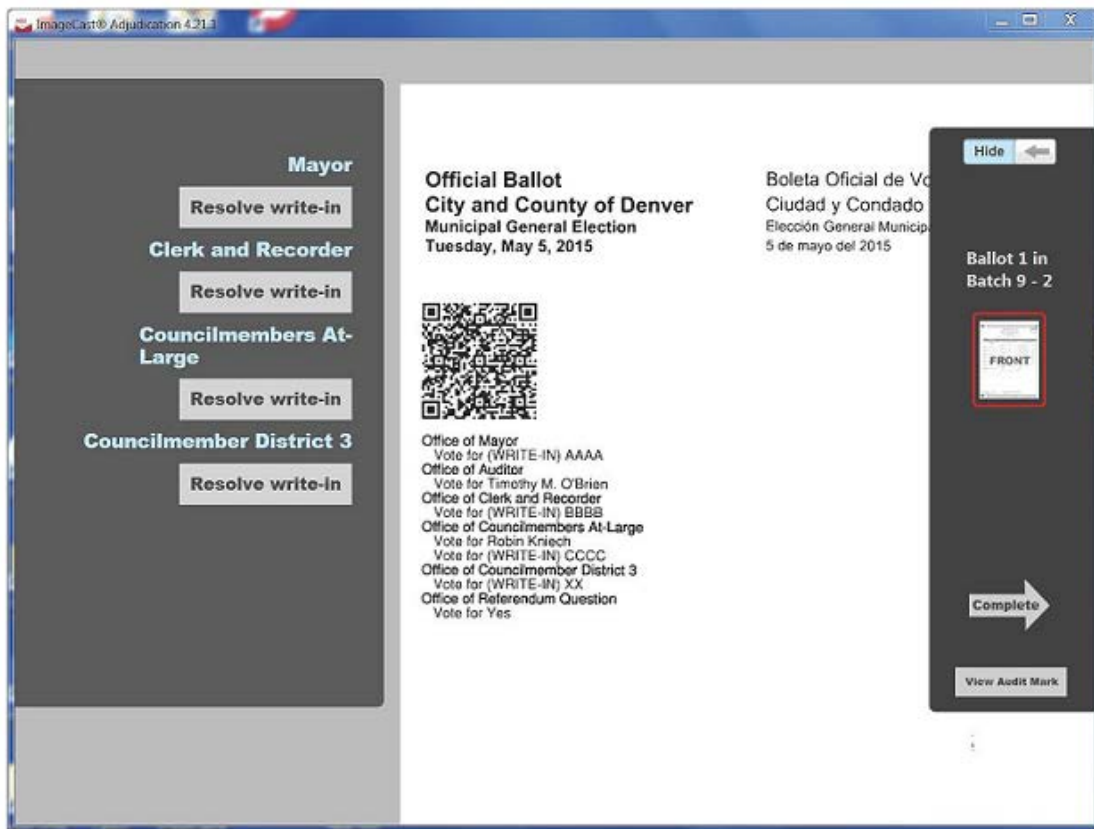 ImageCast® Adjudication 4.21.3
Mayor
Resolve write-in
Clerk and Recorder
Resolve write-in
Councilmembers At-
Large
Resolve write-in
Councilmember District 3
Resolve write-in
Official Ballot
City and County of Denver
Municipal General Election
Tuesday, May 5, 2015
Boleta Oficial de Vo
Ciudad y Condado
Elección General Municip
5 de mayo del 2015
Office of Mayor
Vote for (WRITE-IN) AAAA
Office of Auditor
Vote for Timothy M. O'Brien
Office of Clerk and Recorder
Vote for (WRITE-IN) BBBB
Office of Councilmembers At-Large
Vote for Robin Kniech
Vote for (WRITE-IN) CCCC
Office of Councilmember District 3
Vote for (WRITE-IN) XX
Office of Referendum Question
Vote for Yes
Hide
Ballot 1 in
Batch 9 - 2
FRONT
Complete
View Audit Mark